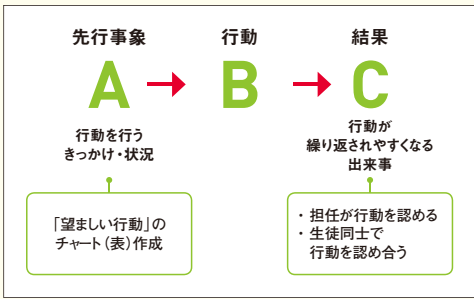 先行事象
行動
結果
A
B
C
行動を行う
きっかけ・状況
行動が
繰り返されやすくなる
出来事
「望ましい行動」の
チャート（表）作成
・ 担任が行動を認める
・ 生徒同士で
行動を認め合う